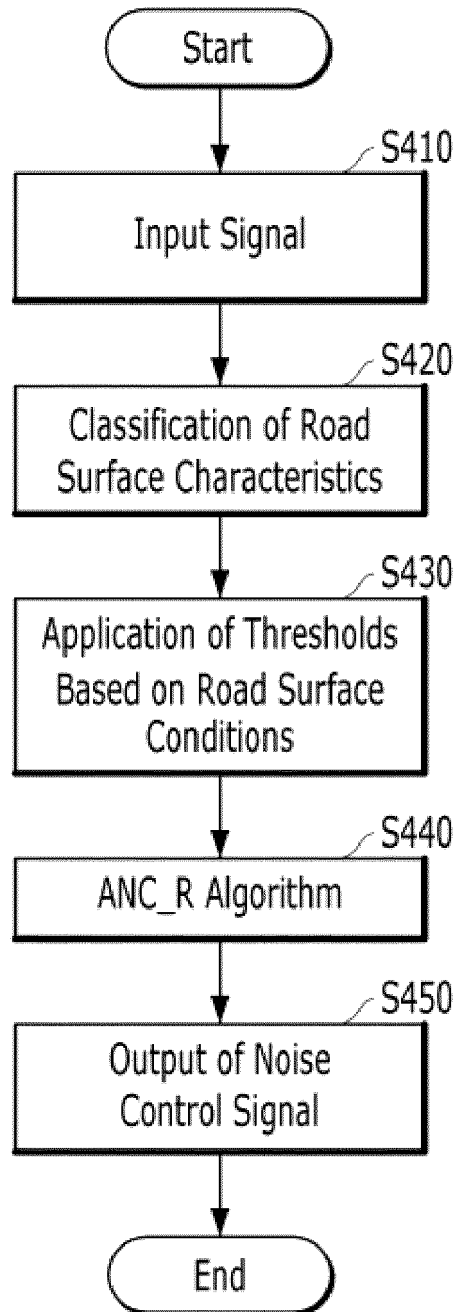 Start
S410
Input Signal
S420
Classification of Road
Surface Characteristics
S430
Application of Thresholds
Based on Road Surface
Conditions
S440
ANC_R Algorithm
S450
Output of Noise
Control Signal
End